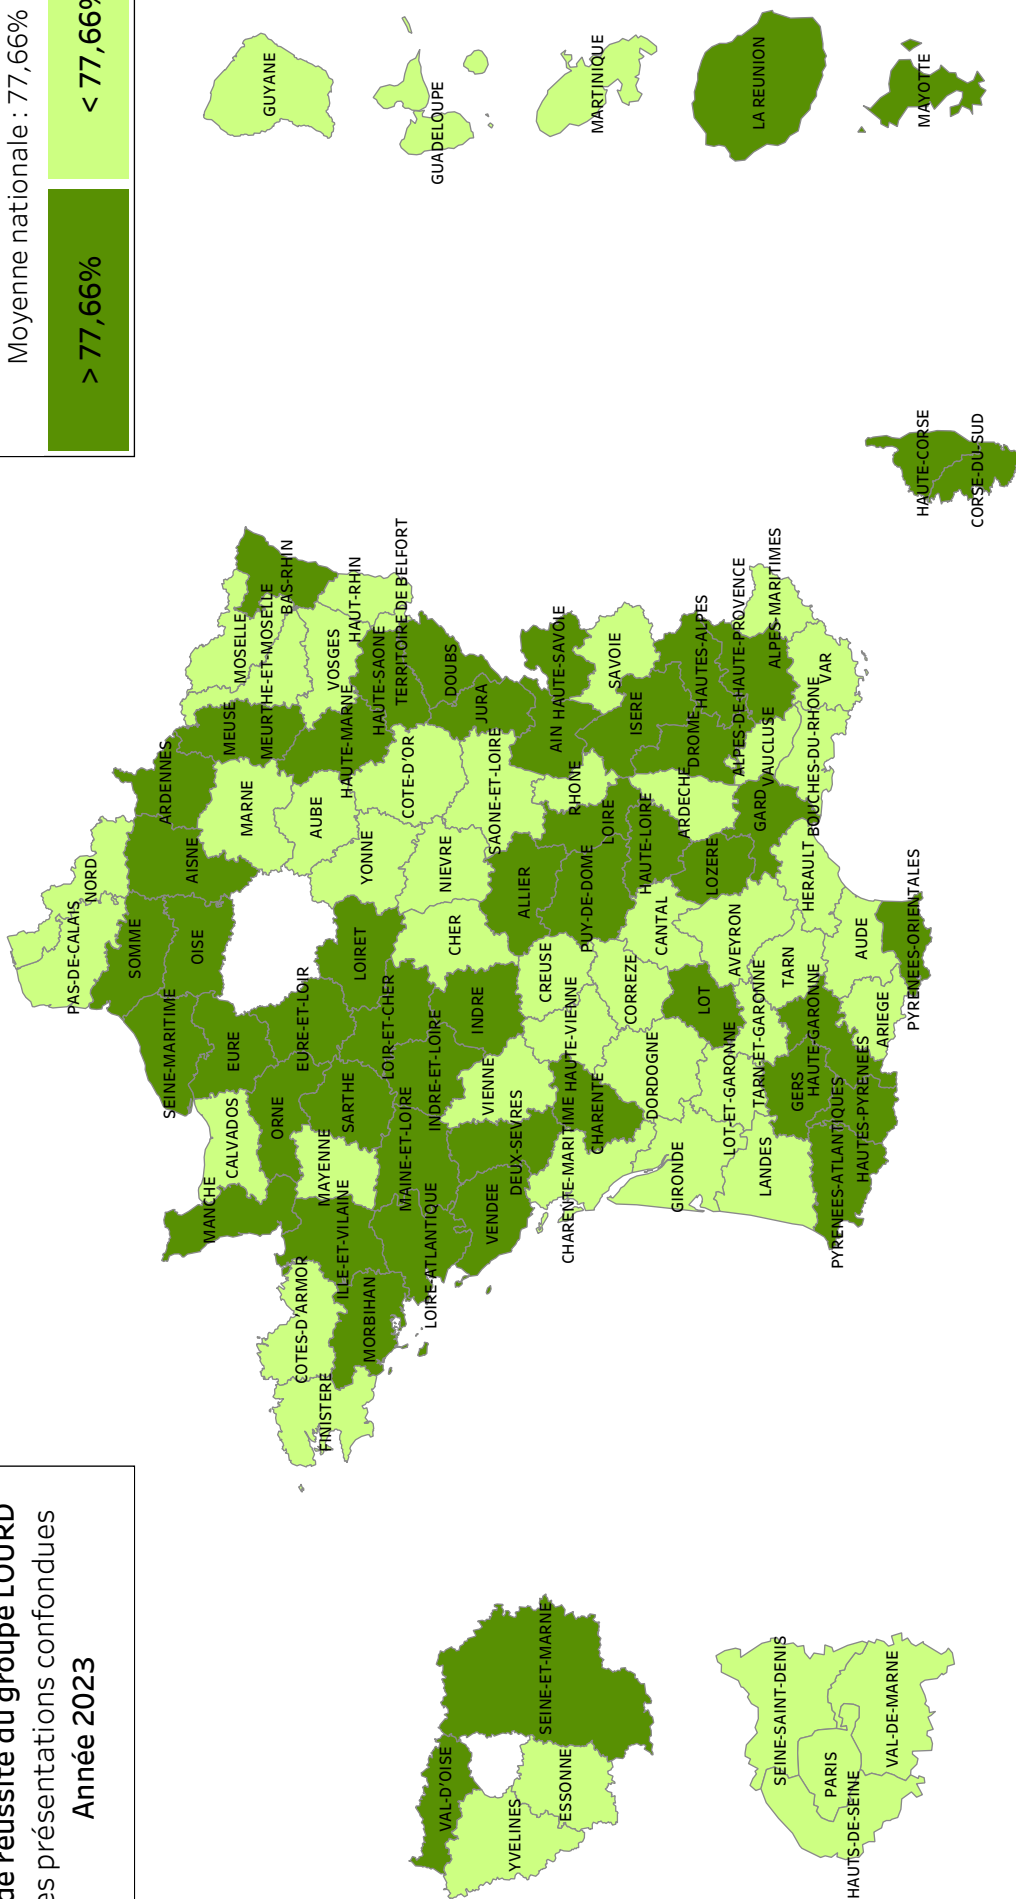 de réussite du groupe LOURD
es présentations confondues
Année 2023
Moyenne nationale : 77,66%
> 77,66%
< 77,66%
GUYANE
GUADELOUPE
MARTINIQUE
LA REUNION
MAYOTTE
HAUTE-CORSE
CORSE-DU-SUD
PAS-DE-CALAIS
NORD
SOMME
AISNE
ARDENNES
OISE
SEINE-MARITIME
EURE
CALVADOS
MANCHE
ORNE
EURE-ET-LOIR
MARNE
MEUSE
MOSELLE
MEURTHE-ET-MOSELLE
BAS-RHIN
HAUT-RHIN
VOSGES
AUBE
HAUTE-MARNE
HAUTE-SAONE
TERRITOIRE DE BELFORT
FINISTERE
COTES-D'ARMOR
MORBIHAN
ILLE-ET-VILAINE
MAYENNE
SARTHE
LOIRET
YONNE
COTE-D'OR
DOUBS
JURA
LOIR-ET-CHER
LOIRE-ATLANTIQUE
MAINE-ET-LOIRE
INDRE-ET-LOIRE
CHER
NIEVRE
SAONE-ET-LOIRE
VENDEE
DEUX-SEVRES
VIENNE
INDRE
ALLIER
CREUSE
HAUTE-VIENNE
CHARENTE-MARITIME
CHARENTE
PUY-DE-DOME
LOIRE
RHONE
AIN
HAUTE-SAVOIE
SAVOIE
ISERE
CORREZE
DORDOGNE
GIRONDE
CANTAL
HAUTE-LOIRE
ARDECHE
DROME
HAUTES-ALPES
LOT
LOZERE
AVEYRON
LOT-ET-GARONNE
TARN-ET-GARONNE
LANDES
TARN
GARD
VAUCLUSE
ALPES-DE-HAUTE-PROVENCE
ALPES-MARITIMES
VAR
BOUCHES-DU-RHONE
HERAULT
GERS
HAUTE-GARONNE
PYRENEES-ATLANTIQUES
HAUTES-PYRENEES
ARIEGE
AUDE
PYRENEES-ORIENTALES
VAL-D'OISE
SEINE-ET-MARNE
YVELINES
ESSONNE
SEINE-SAINT-DENIS
PARIS
HAUTS-DE-SEINE
VAL-DE-MARNE